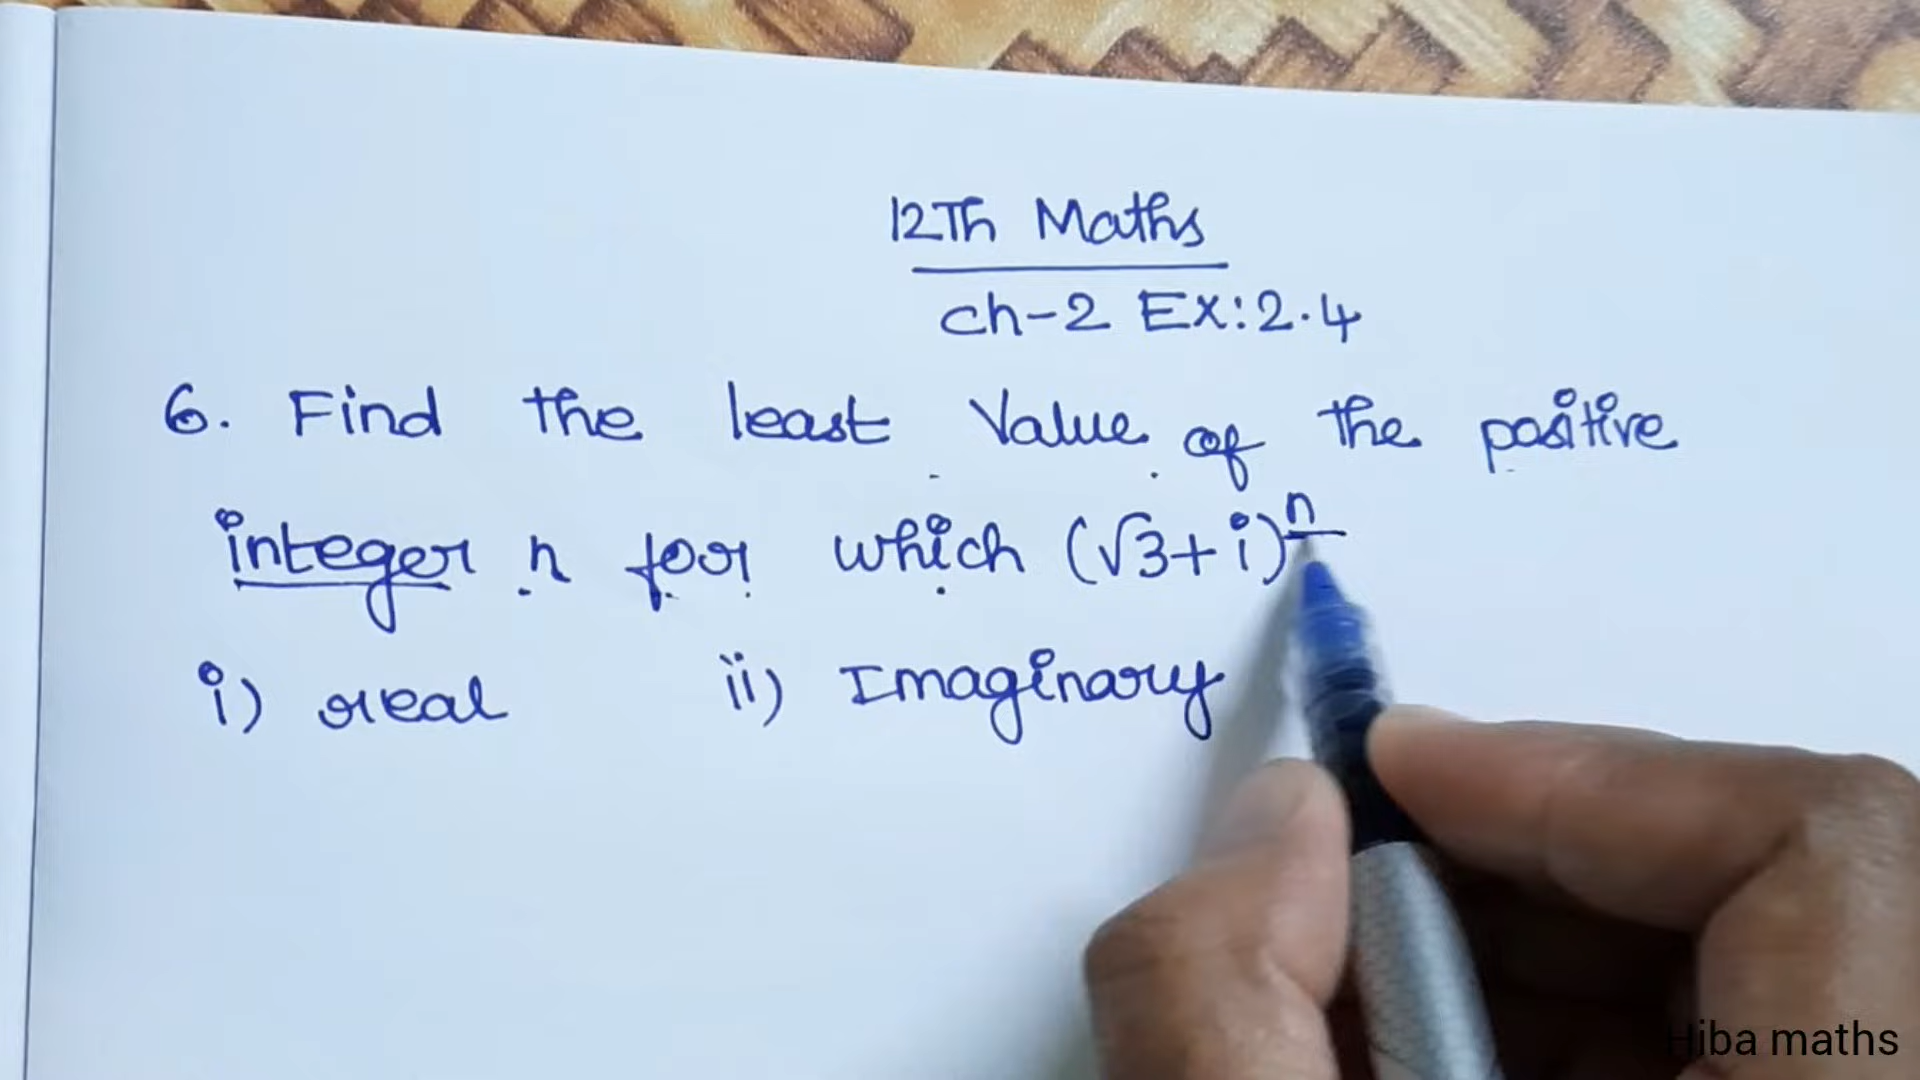 12Th Maths
ch-2 Ex:2.4
6. Find the least Value of the positive
integer n for which (√3+i)ⁿ
i) real ii) Imaginary
Hiba maths